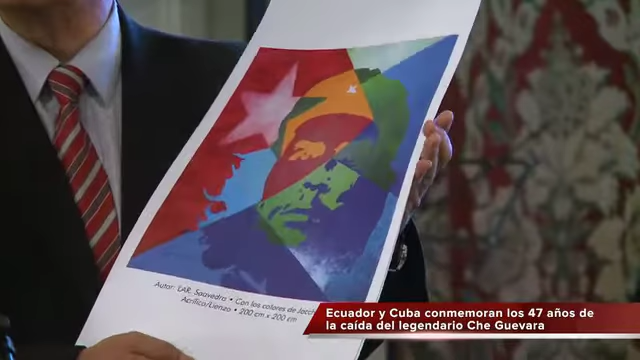 Autor: LAR, Saavedra • Con los colores de
Acrílico/Lienzo • 200 cm x 200 cm
Ecuador y Cuba conmemoran los 47 años de
la caída del legendario Che Guevara